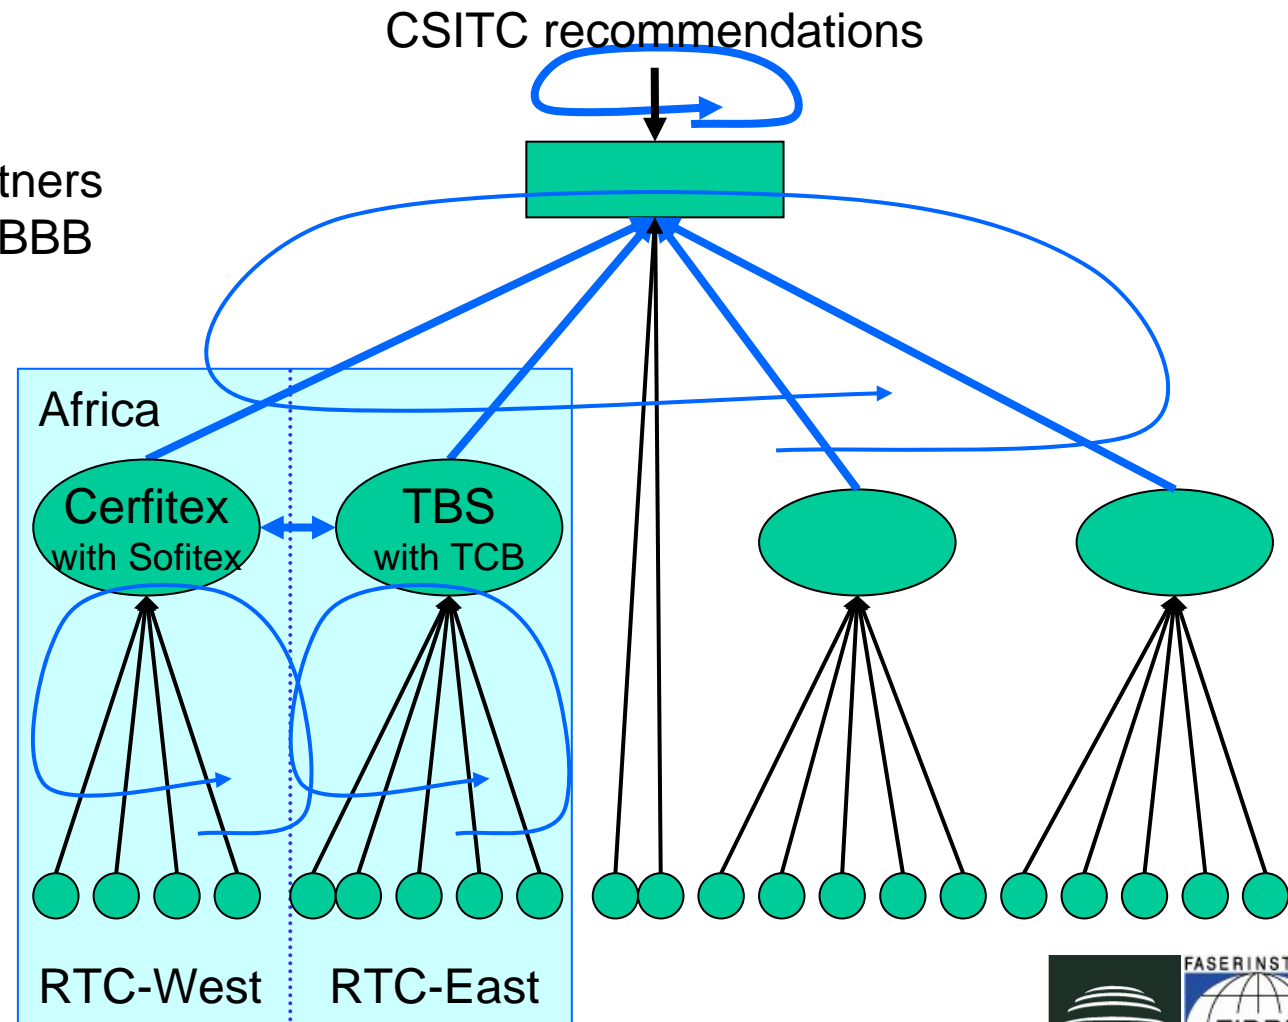 CSITC recommendations
tners
BBB
Africa
Cerfitex
with Sofitex
TBS
with TCB
RTC-West
RTC-East
FASERINST